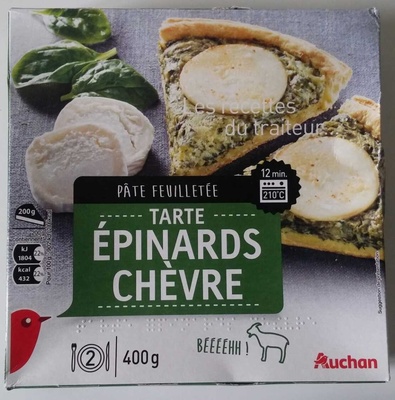 Les recettes
du traiteur
12 min.
210°C
PÂTE FEUILLETÉE
200g
TARTE
ÉPINARDS
CHÈVRE
kJ
1804
kcal
432
2
400g
BÉÉÉÉHH !
Auchan